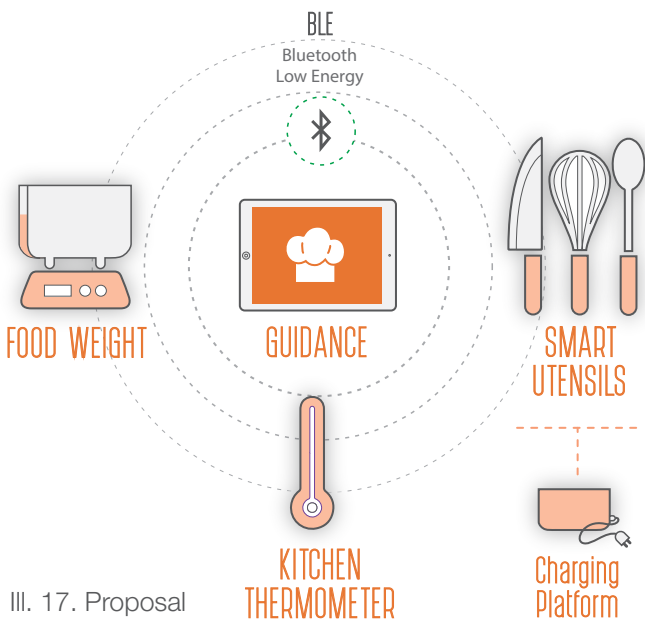 BLE
Bluetooth
Low Energy
FOOD WEIGHT
GUIDANCE
SMART
UTENSILS
KITCHEN
THERMOMETER
Charging
Platform
Ill. 17. Proposal